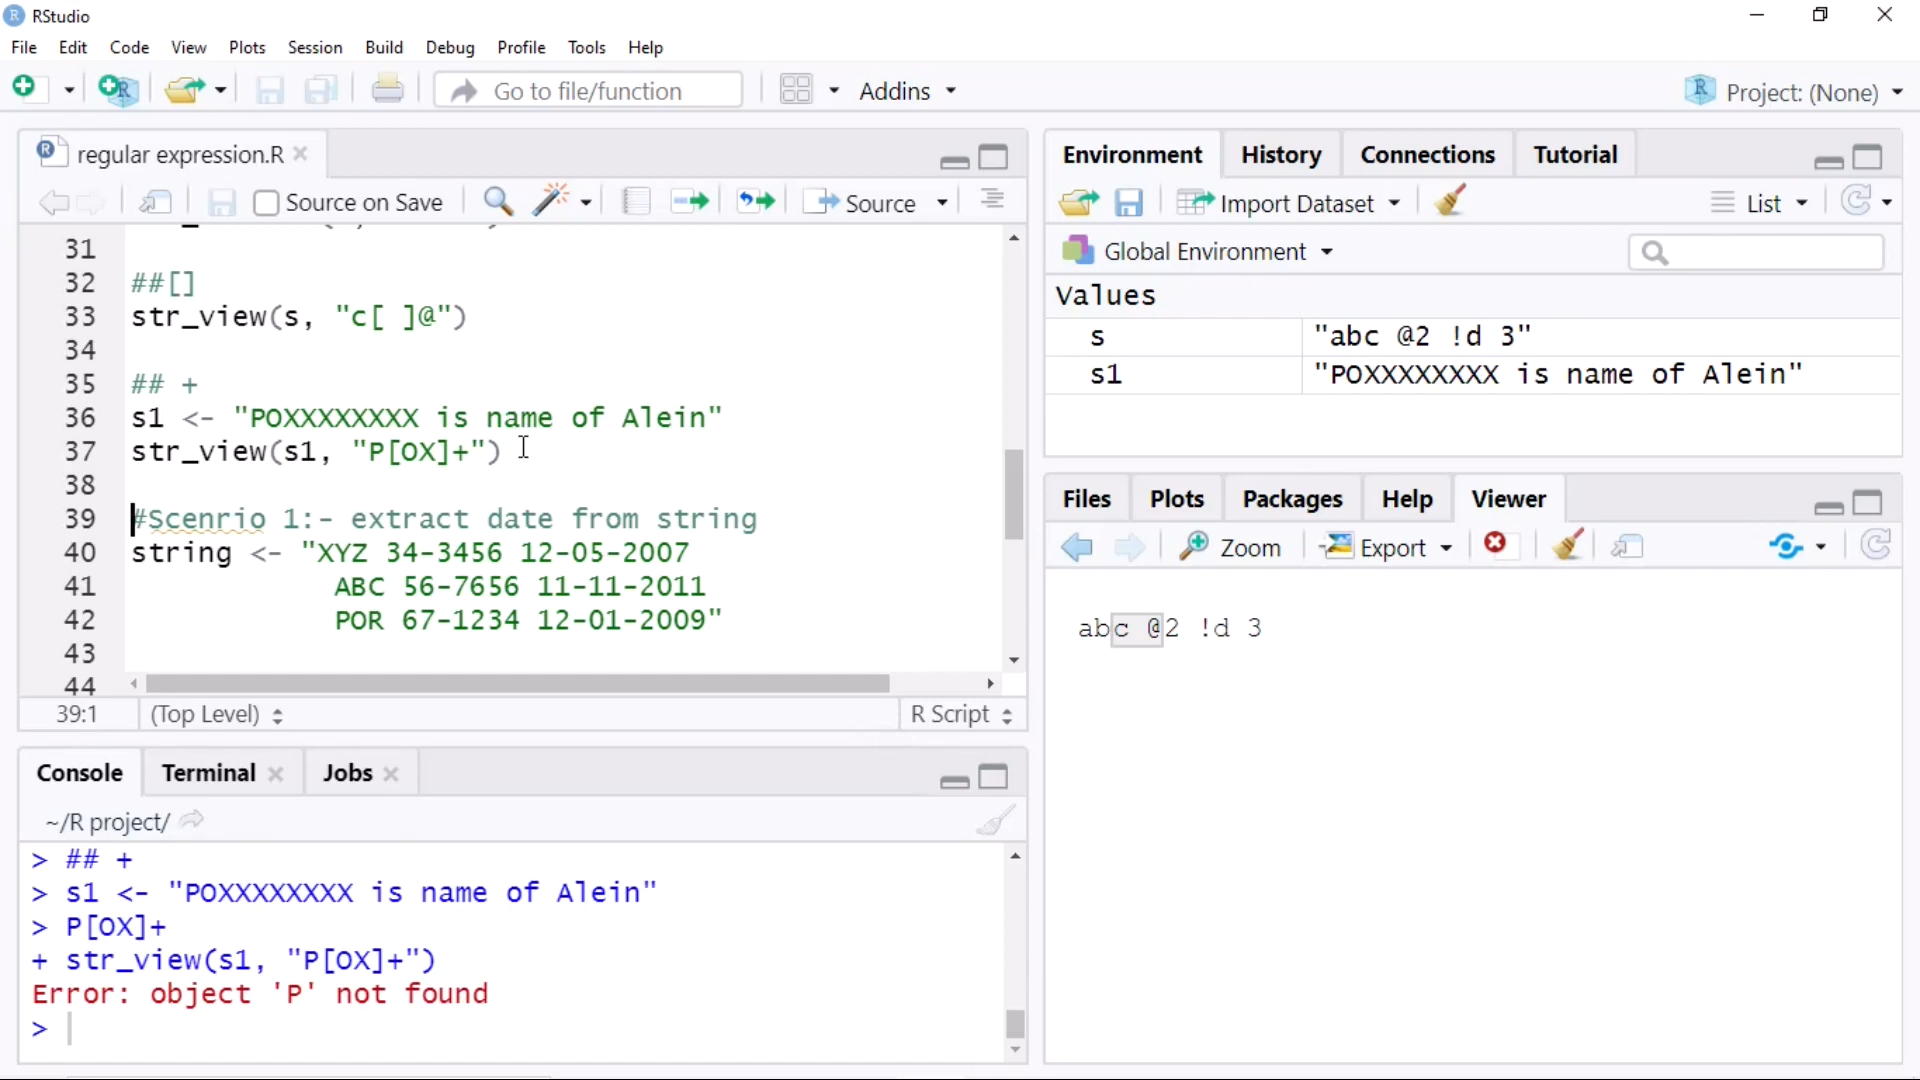 RStudio
File Edit Code View Plots Session Build Debug Profile Tools Help
Go to file/function Addins Project: (None)
regular expression.R
Source on Save Source
31
32 ##[]
33 str_view(s, "c[ ]@")
34
35 ## +
36 s1 <- "POXXXXXXXX is name of Alein"
37 str_view(s1, "P[OX]+")
38
39 #Scenrio 1:- extract date from string
40 string <- "XYZ 34-3456 12-05-2007
41 ABC 56-7656 11-11-2011
42 POR 67-1234 12-01-2009"
43
44
39:1 (Top Level) R Script
Console Terminal Jobs
~/R project/
> ## +
> s1 <- "POXXXXXXXX is name of Alein"
> P[OX]+
+ str_view(s1, "P[OX]+")
Error: object 'P' not found
>
Environment History Connections Tutorial
Import Dataset List
Global Environment
Values
s "abc @2 !d 3"
s1 "POXXXXXXXX is name of Alein"
Files Plots Packages Help Viewer
Zoom Export
abc @2 !d 3